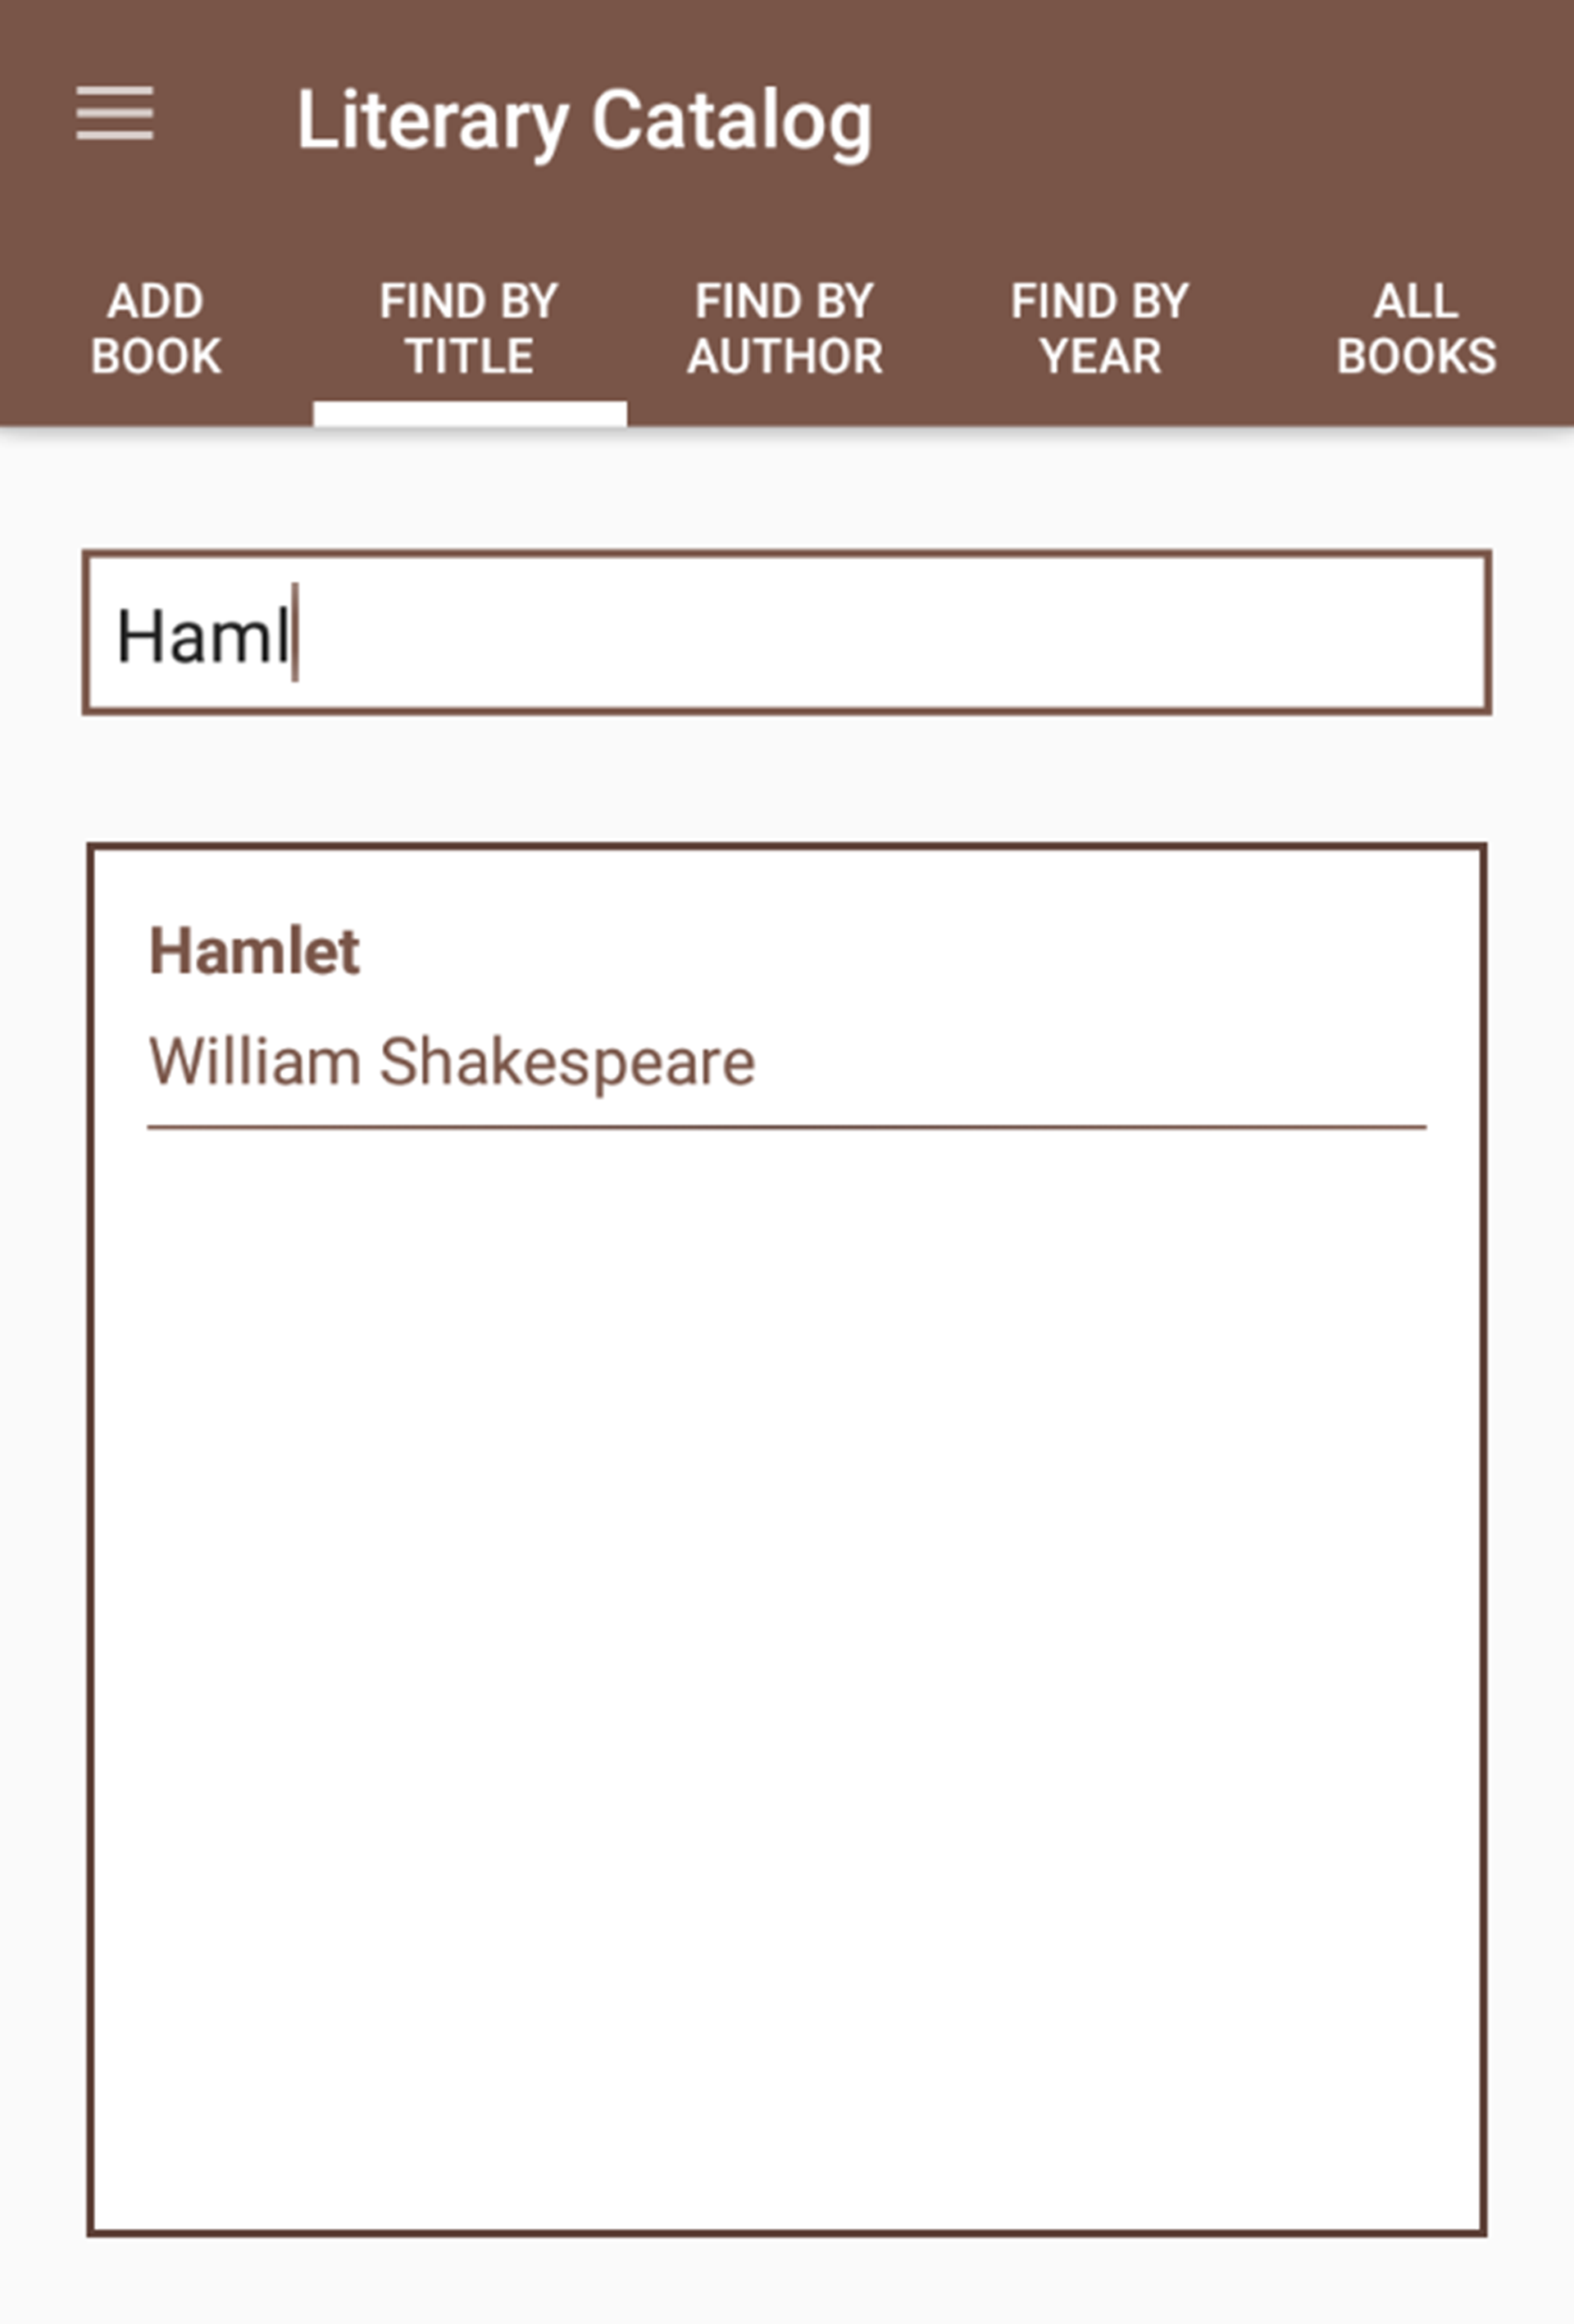 Literary Catalog
ADD BOOK
FIND BY TITLE
FIND BY AUTHOR
FIND BY YEAR
ALL BOOKS
Haml
Hamlet
William Shakespeare